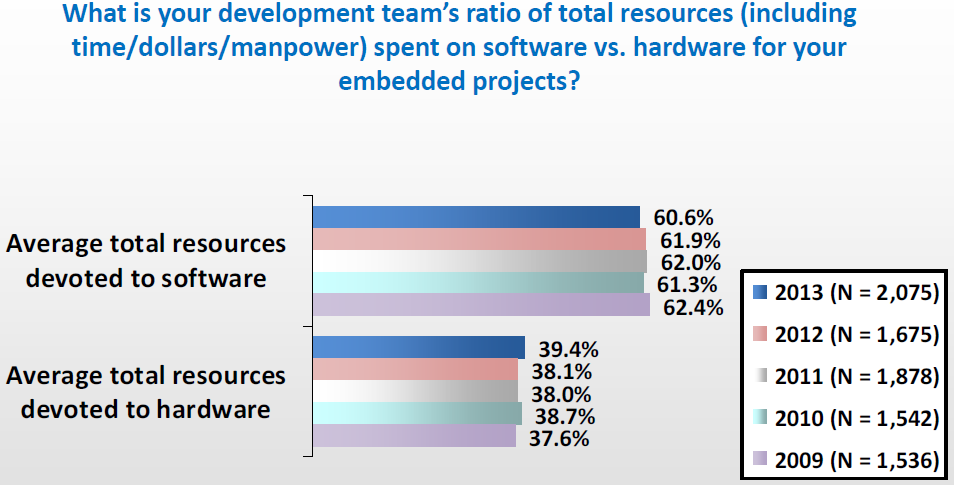 What is your development team’s ratio of total resources (including
time/dollars/manpower) spent on software vs. hardware for your
embedded projects?
Average total resources
devoted to software
60.6%
61.9%
62.0%
61.3%
62.4%
Average total resources
devoted to hardware
39.4%
38.1%
38.0%
38.7%
37.6%
2013 (N = 2,075)
2012 (N = 1,675)
2011 (N = 1,878)
2010 (N = 1,542)
2009 (N = 1,536)